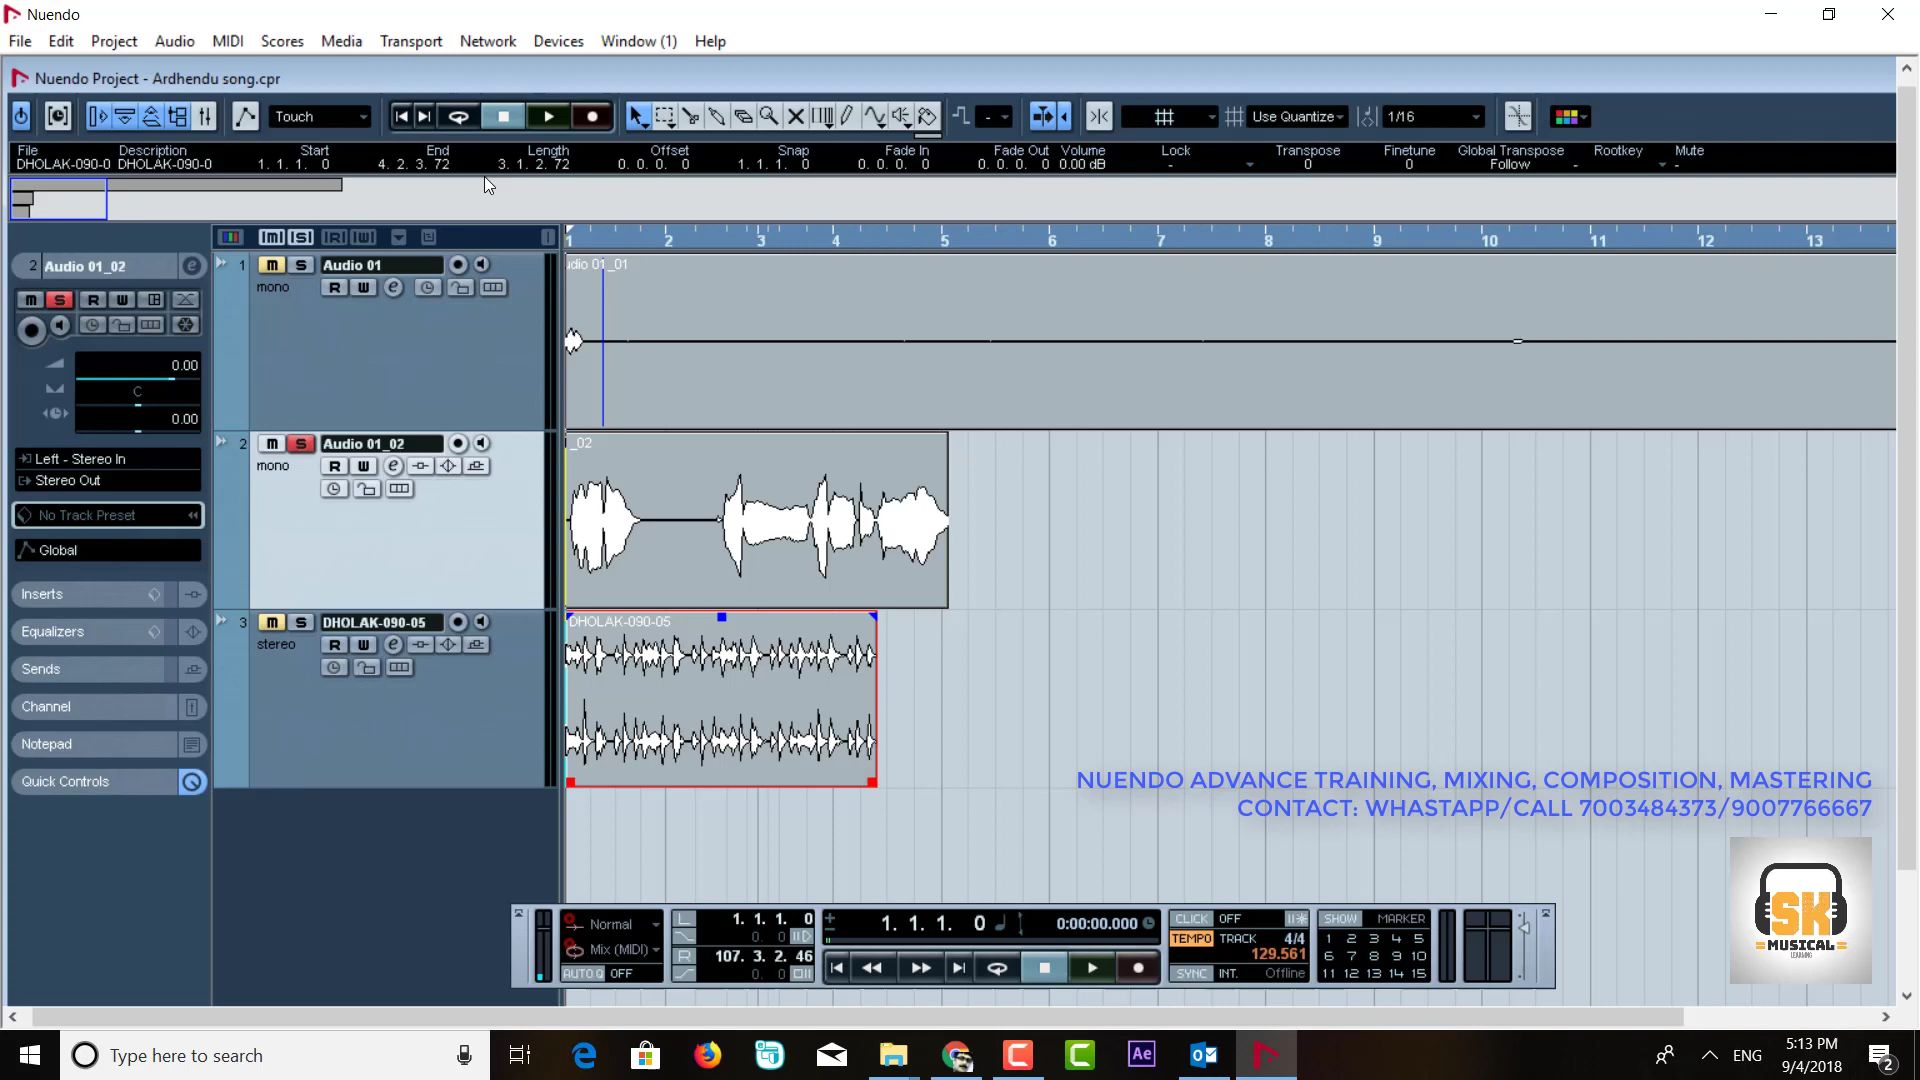 Nuendo
File Edit Project Audio MIDI Scores Media Transport Network Devices Window (1) Help
Nuendo Project - Ardhendu song.cpr
Touch - Use Quantize 1/16
File Description Start End Length Offset Snap Fade In Fade Out Volume Lock Transpose Finetune Global Transpose Rootkey Mute
DHOLAK-090-0 DHOLAK-090-0 1. 1. 1. 0 4. 2. 3. 72 3. 1. 2. 72 0. 0. 0. 0 1. 1. 1. 0 0. 0. 0. 0 0. 0. 0. 0 0.00 dB - 0 0 Follow - -
m S R W
1 2 3 4 5 6 7 8 9 10 11 12 13
2 Audio 01_02 e
m S R W
0.00
C
0.00
Left - Stereo In
Stereo Out
No Track Preset
Global
Inserts
Equalizers
Sends
Channel
Notepad
Quick Controls
1 m S Audio 01
mono R W e
2 m S Audio 01_02
mono R W e
3 m S DHOLAK-090-05
stereo R W e
udio 01_01
_02
DHOLAK-090-05
NUENDO ADVANCE TRAINING, MIXING, COMPOSITION, MASTERING
CONTACT: WHASTAPP/CALL 7003484373/9007766667
SK
MUSICAL
LEARNING
Normal
Mix (MIDI)
AUTO Q OFF
L 1. 1. 1. 0
0. 0
R 107. 3. 2. 46
0. 0
1. 1. 1. 0 0:00:00.000
CLICK OFF
TEMPO TRACK 4/4
129.561
SYNC INT. Offline
SHOW MARKER
1 2 3 4 5
6 7 8 9 10
11 12 13 14 15
Type here to search
Ae
ENG
5:13 PM
9/4/2018
2